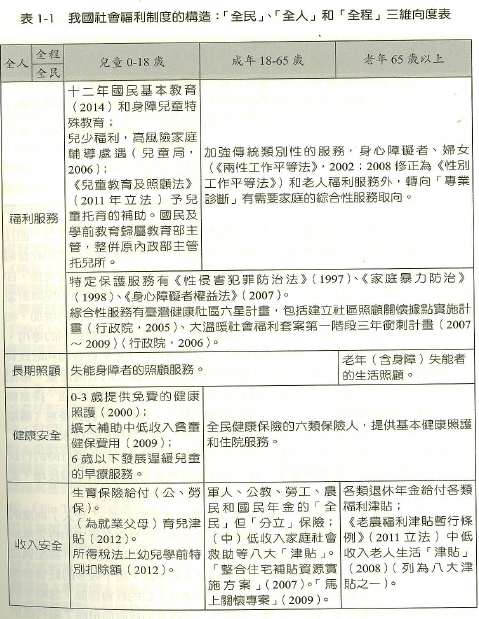 表 1-1 我國社會福利制度的構造：「全民」、「全人」和「全程」三維向度表
全程
全人
全民
兒童 0-18 歲
成年 18-65 歲
老年 65 歲以上
福利服務
十二年國民基本教育
（2014）和身障兒童特
殊教育；
兒少福利，高風險家庭
輔導處遇（兒童局，
2006）；
《兒童教育及照顧法》
（2011 年立法）予兒
童托育的補助。國民及
學前教育歸屬教育部主
管，整併原內政部主管
托兒所。
加強傳統類別性的服務，身心障礙者、婦女
（《兩性工作平等法》，2002；2008 修正為《性別
工作平等法》）和老人福利服務外，轉向「專業
診斷」有需要家庭的綜合性服務取向。
特定保護服務有《性侵害犯罪防治法》（1997）、《家庭暴力防治》
（1998）、《身心障礙者權益法》（2007）。
綜合性服務有臺灣健康社區六星計畫，包括建立社區照顧關懷據點實施計
畫（行政院，2005）、大溫暖社會福利套案第一階段三年衝刺計畫（2007
～2009）（行政院，2006）。
長期照顧
失能身障者的照顧服務。
老年（含身障）失能者
的生活照顧。
健康安全
0-3 歲提供免費的健康
照護（2000）；
擴大補助中低收入貧童
健保費用（2009）；
6 歲以下發展遲緩兒童
的早療服務。
全民健康保險的六類保險人，提供基本健康照護
和住院服務。
收入安全
生育保險給付（公、勞
保）。
（為就業父母）育兒津
貼（2012）。
所得稅法上幼兒學前特
別扣除額（2012）。
軍人、公教、勞工、農
民和國民年金的「全
民」但「分立」保險；
（中）低收入家庭社會
救助等八大「津貼」。
「整合住宅補貼資源實
施方案」（2007）。「馬
上關懷專案」（2009）。
各類退休年金給付各類
福利津貼；
《老農福利津貼暫行條
例》（2011 立法）中低
收入老人生活「津貼」
（2008）（列為八大津
貼之一）。